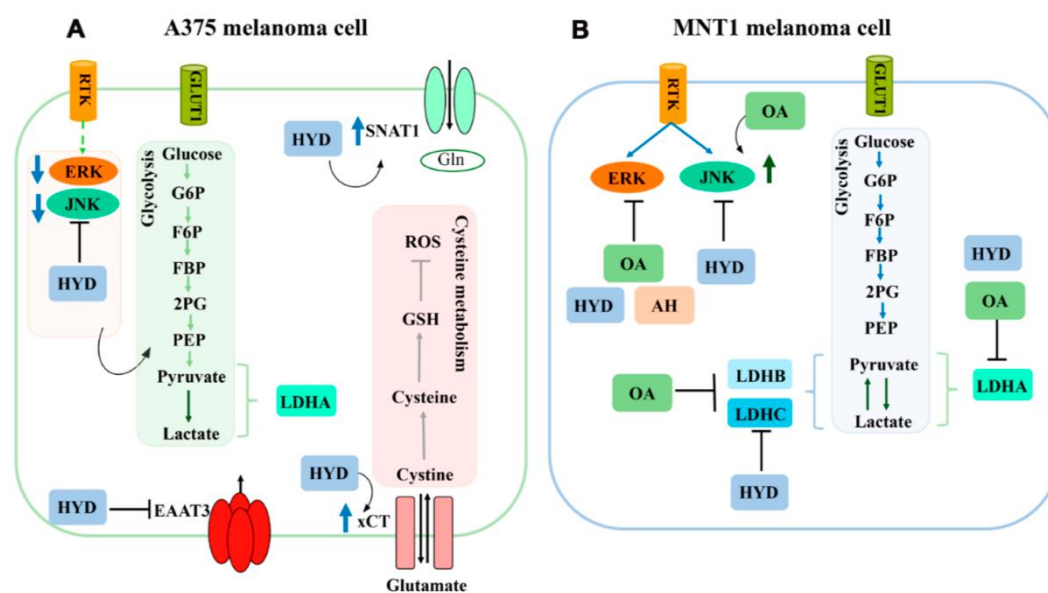 A
A375 melanoma cell
RTK
GLUT1
ERK
JNK
HYD
Glycolysis
Glucose
G6P
F6P
FBP
2PG
PEP
Pyruvate
Lactate
LDHA
HYD
SNAT1
Gln
Cysteine metabolism
ROS
GSH
Cysteine
Cystine
HYD
xCT
Glutamate
HYD
EAAT3
B
MNT1 melanoma cell
RTK
GLUT1
OA
ERK
JNK
OA
HYD
HYD
AH
Glycolysis
Glucose
G6P
F6P
FBP
2PG
PEP
Pyruvate
Lactate
HYD
OA
LDHA
OA
LDHB
LDHC
HYD